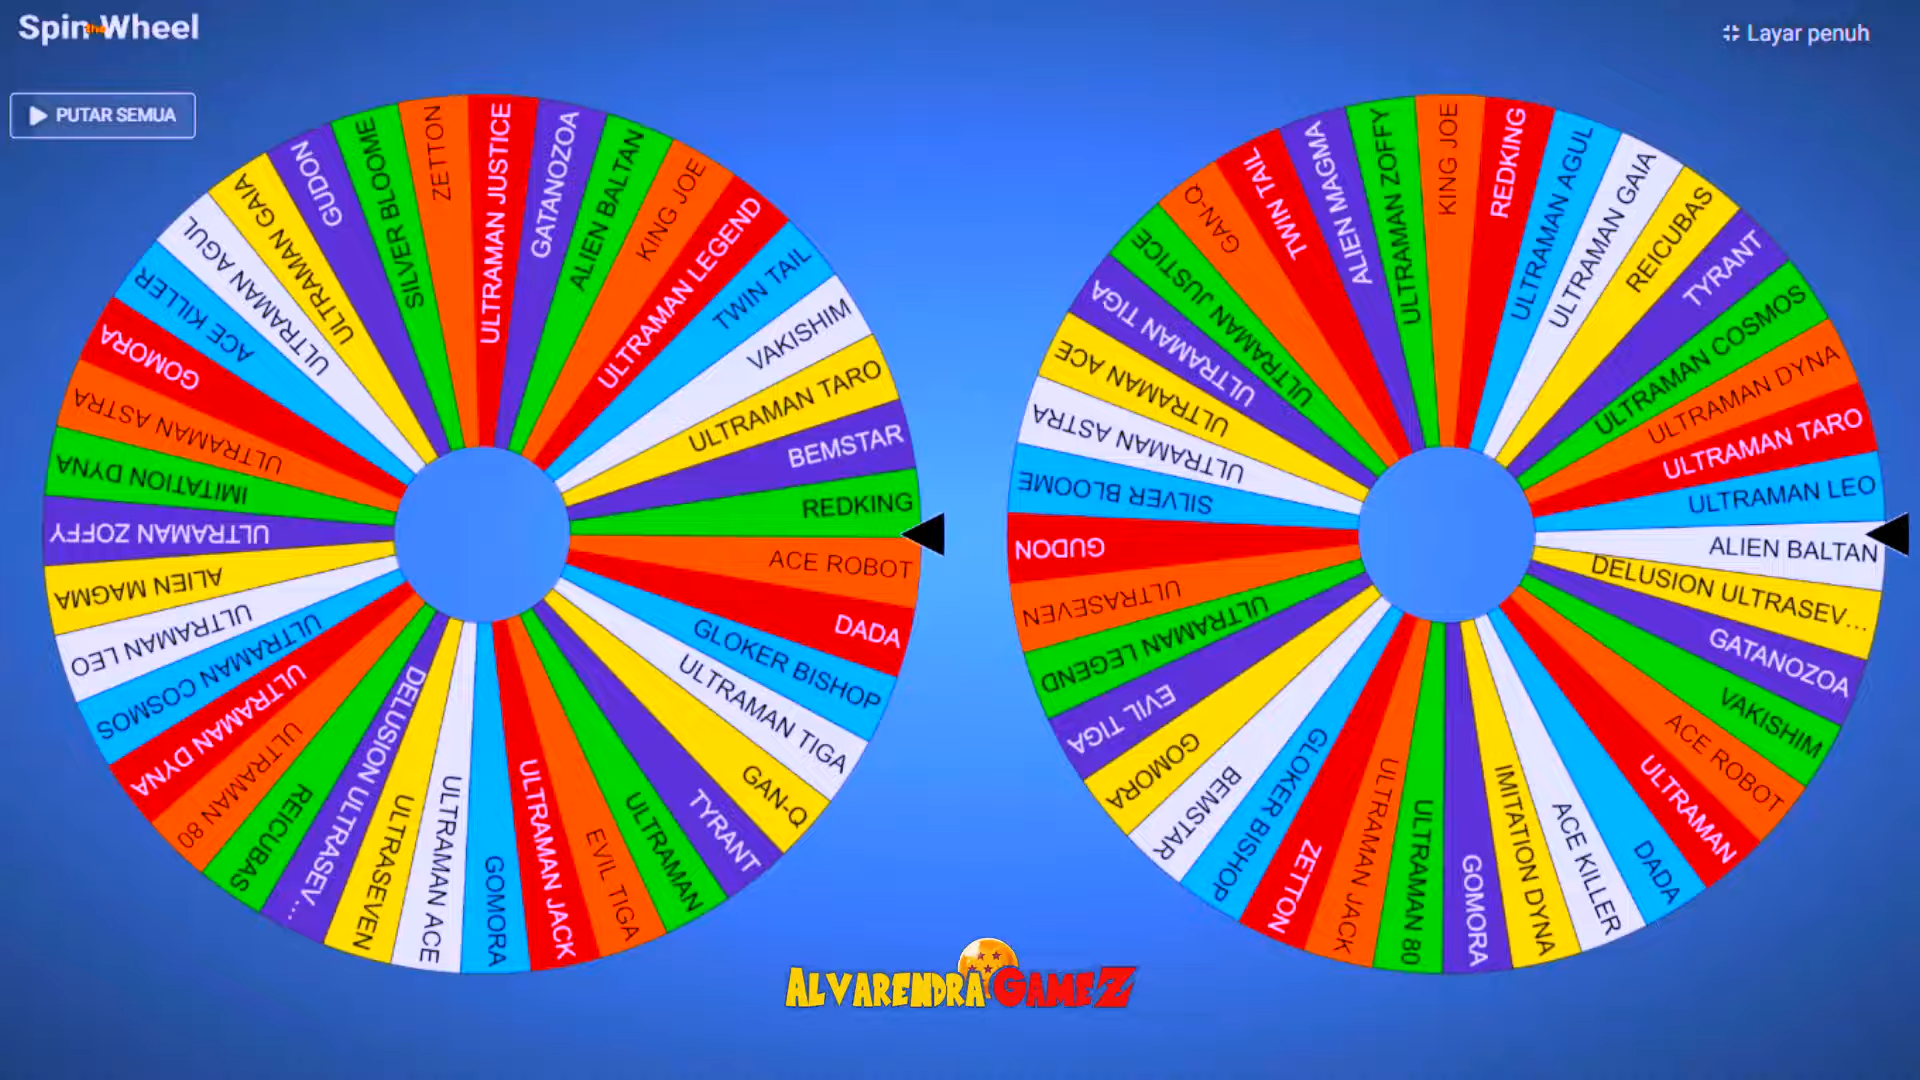 Spin the Wheel
Layar penuh
PUTAR SEMUA
ZETTON
ULTRAMAN JUSTICE
GATANOZOA
ALIEN BALTAN
KING JOE
ULTRAMAN LEGEND
TWIN TAIL
VAKISHIM
ULTRAMAN TARO
BEMSTAR
REDKING
ACE ROBOT
DADA
GLOKER BISHOP
ULTRAMAN TIGA
GAN-Q
TYRANT
ULTRAMAN
EVIL TIGA
ULTRAMAN JACK
GOMORA
ULTRAMAN ACE
ULTRASEVEN
DELUSION ULTRASEV...
REICUBAS
ULTRAMAN 80
ULTRAMAN DYNA
ULTRAMAN COSMOS
ULTRAMAN LEO
ALIEN MAGMA
ULTRAMAN ZOFFY
IMITATION DYNA
ULTRAMAN ASTRA
GOMORA
ACE KILLER
ULTRAMAN AGUL
ULTRAMAN GAIA
GUDON
SILVER BLOOME
KING JOE
REDKING
ULTRAMAN AGUL
ULTRAMAN GAIA
REICUBAS
TYRANT
ULTRAMAN COSMOS
ULTRAMAN DYNA
ULTRAMAN TARO
ULTRAMAN LEO
ALIEN BALTAN
DELUSION ULTRASEV...
GATANOZOA
VAKISHIM
ACE ROBOT
ULTRAMAN
DADA
ACE KILLER
IMITATION DYNA
GOMORA
ULTRAMAN 80
ULTRAMAN JACK
ZETTON
GLOKER BISHOP
BEMSTAR
GOMORA
EVIL TIGA
ULTRAMAN LEGEND
ULTRASEVEN
GUDON
SILVER BLOOME
ULTRAMAN ASTRA
ULTRAMAN ACE
ULTRAMAN TIGA
ULTRAMAN JUSTICE
GAN-Q
TWIN TAIL
ALIEN MAGMA
ULTRAMAN ZOFFY
ALVARENDRA GAMEZ